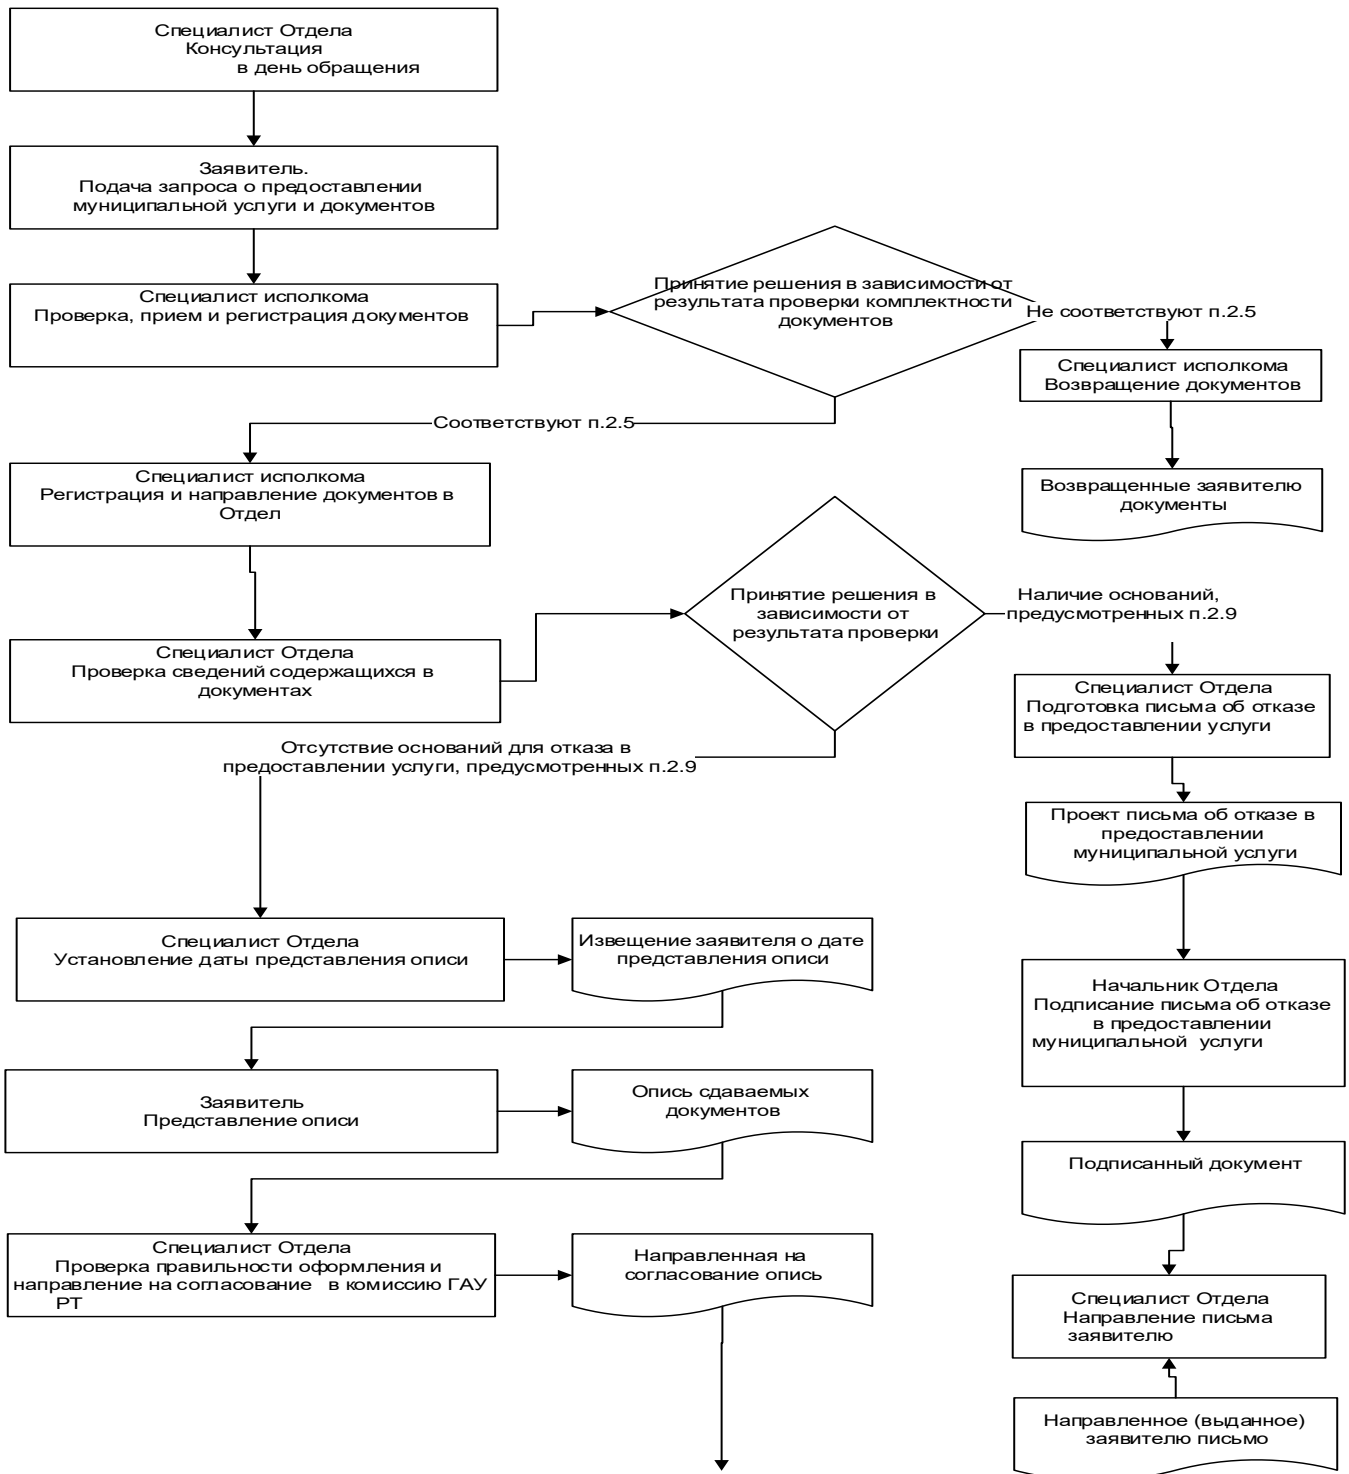 Специалист Отдела
Консультация
в день обращения
Заявитель.
Подача запроса о предоставлении
муниципальной услуги и документов
Специалист исполкома
Проверка, прием и регистрация документов
Принятие решения в зависимости от
результата проверки комплектности
документов
Не соответствуют п.2.5
Специалист исполкома
Возвращение документов
Соответствуют п.2.5
Специалист исполкома
Регистрация и направление документов в
Отдел
Возвращенные заявителю
документы
Принятие решения в
зависимости от
результата проверки
Наличие оснований,
предусмотренных п.2.9
Специалист Отдела
Проверка сведений содержащихся в
документах
Специалист Отдела
Подготовка письма об отказе
в предоставлении услуги
Отсутствие оснований для отказа в
предоставлении услуги, предусмотренных п.2.9
Проект письма об отказе в
предоставлении
муниципальной услуги
Специалист Отдела
Установление даты представления описи
Извещение заявителя о дате
представления описи
Начальник Отдела
Подписание письма об отказе
в предоставлении
муниципальной услуги
Заявитель
Представление описи
Опись сдаваемых
документов
Подписанный документ
Специалист Отдела
Проверка правильности оформления и
направление на согласование в комиссию ГАУ
РТ
Направленная на
согласование опись
Специалист Отдела
Направление письма
заявителю
Направленное (выданное)
заявителю письмо